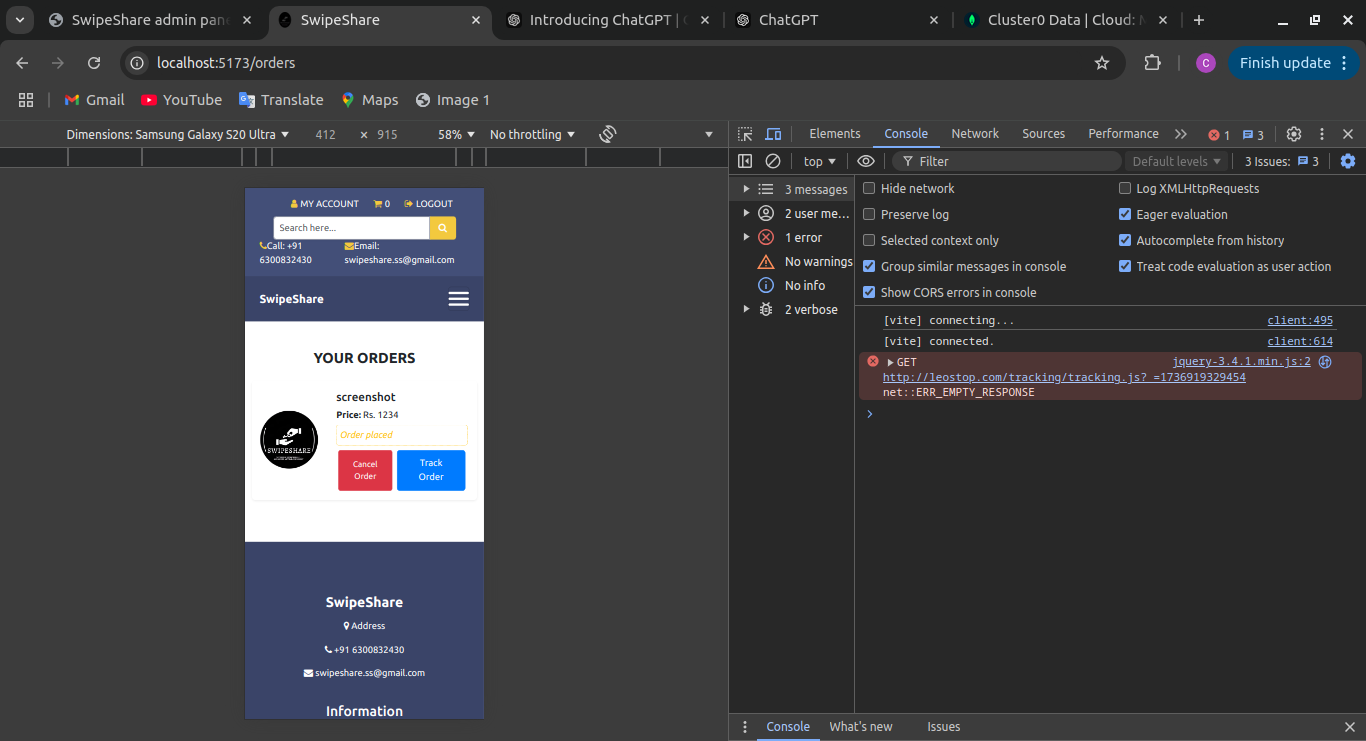 SwipeShare admin pane
SwipeShare
Introducing ChatGPT |
ChatGPT
Cluster0 Data | Cloud: M
localhost:5173/orders
C
Finish update
Gmail
YouTube
Translate
Maps
Image 1
Dimensions: Samsung Galaxy S20 Ultra
412 × 915
58%
No throttling
Elements
Console
Network
Sources
Performance
1
3
top
Filter
Default levels
3 Issues:
3
3 messages
2 user me...
1 error
No warnings
No info
2 verbose
Hide network
Log XMLHttpRequests
Preserve log
Eager evaluation
Selected context only
Autocomplete from history
Group similar messages in console
Treat code evaluation as user action
Show CORS errors in console
[vite] connecting...
client:495
[vite] connected.
client:614
GET
jquery-3.4.1.min.js:2
http://leostop.com/tracking/tracking.js?_=1736919329454
net::ERR_EMPTY_RESPONSE
MY ACCOUNT
0
LOGOUT
Search here...
Call: +91
6300832430
Email:
swipeshare.ss@gmail.com
SwipeShare
YOUR ORDERS
SWIPESHARE
screenshot
Price: Rs. 1234
Order placed
Cancel
Order
Track
Order
SwipeShare
Address
+91 6300832430
swipeshare.ss@gmail.com
Information
Console
What's new
Issues